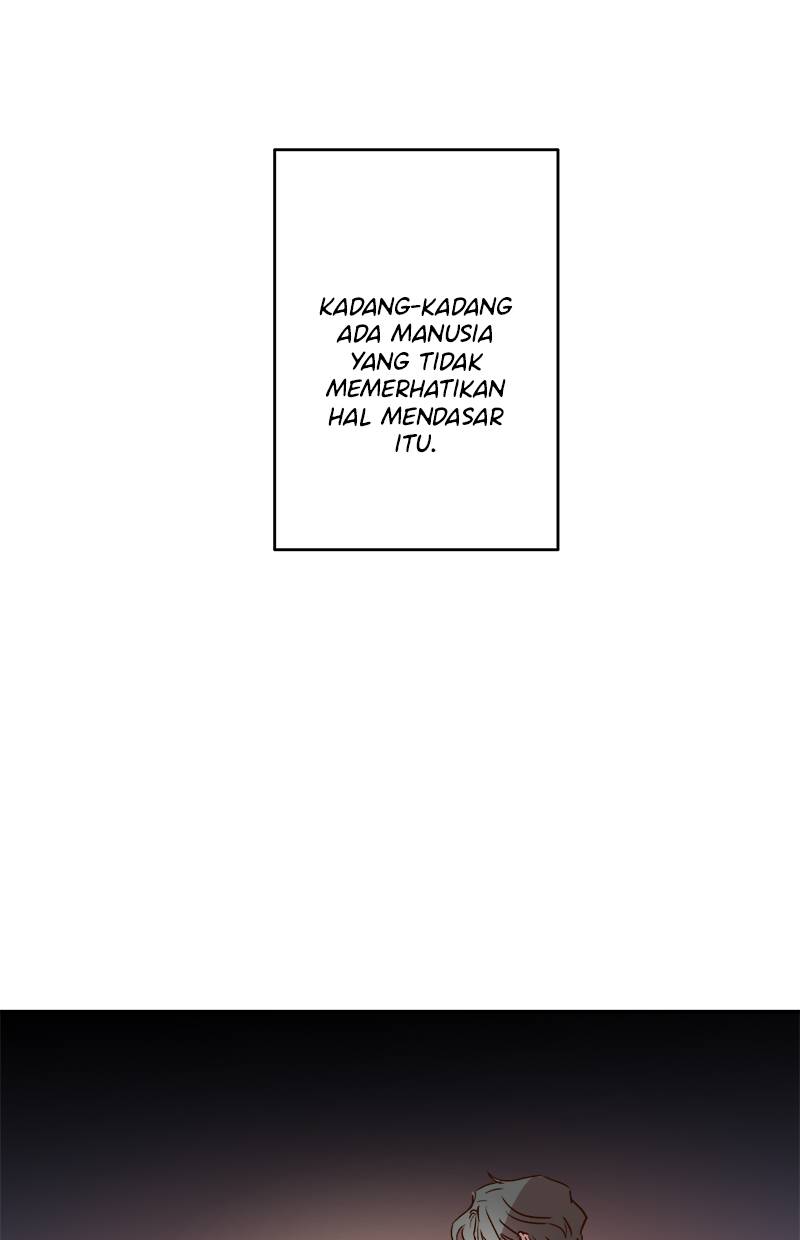 KADANG-KADANG
ADA MANUSIA
YANG TIDAK
MEMERHATIKAN
HAL MENDASAR
ITU.